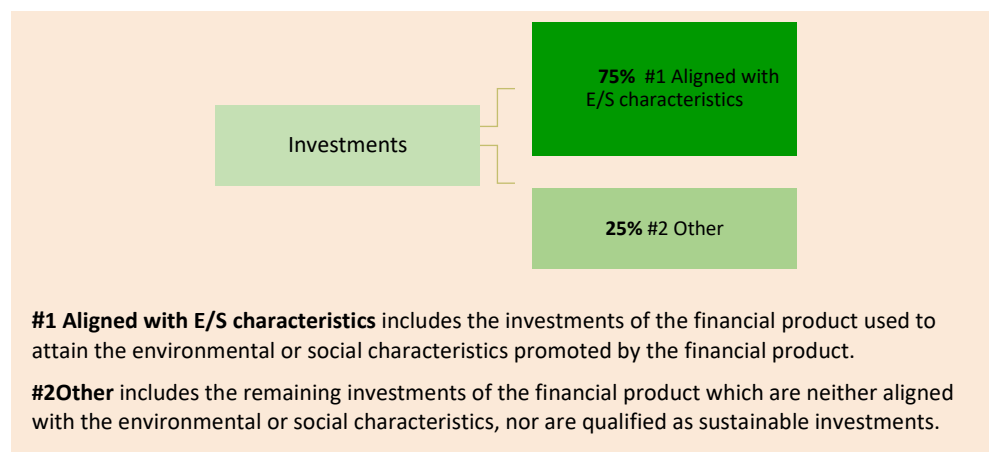 75% #1 Aligned with
E/S characteristics
Investments
25% #2 Other
#1 Aligned with E/S characteristics includes the investments of the financial product used to
attain the environmental or social characteristics promoted by the financial product.
#2Other includes the remaining investments of the financial product which are neither aligned
with the environmental or social characteristics, nor are qualified as sustainable investments.